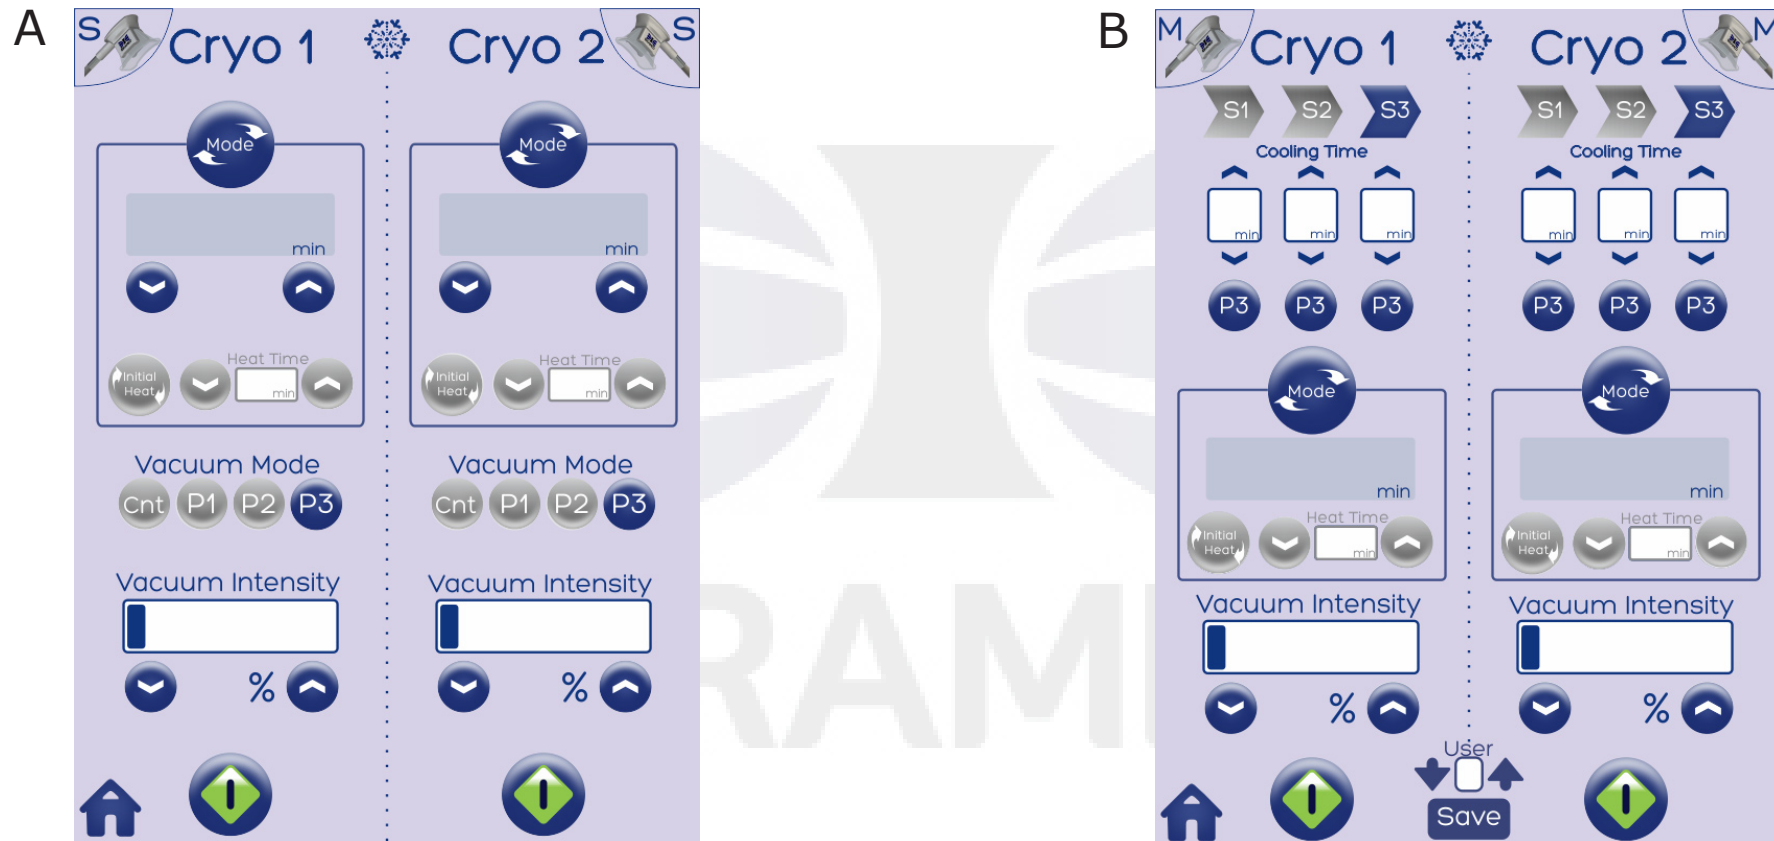 A
S Cryo 1 Cryo 2 S
Mode Mode
min min
Heat Time Heat Time
Initial Heat min Initial Heat min
Vacuum Mode Vacuum Mode
Cnt P1 P2 P3 Cnt P1 P2 P3
Vacuum Intensity Vacuum Intensity
% %
B
M Cryo 1 Cryo 2 M
S1 S2 S3 S1 S2 S3
Cooling Time Cooling Time
min min min min min min
P3 P3 P3 P3 P3 P3
Mode Mode
min min
Heat Time Heat Time
Initial Heat min Initial Heat min
Vacuum Intensity Vacuum Intensity
% %
User
Save